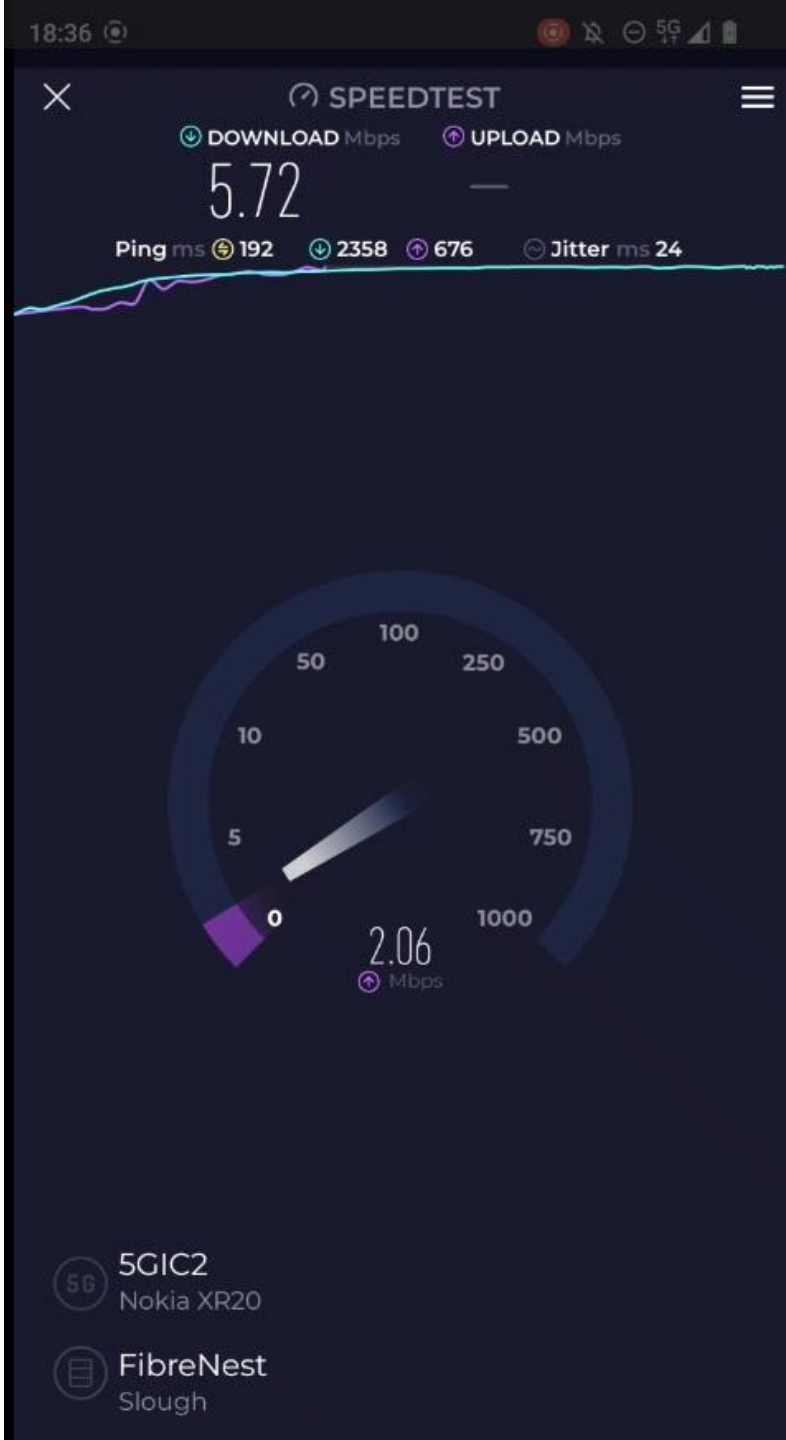 18:36 5G
SPEEDTEST
DOWNLOAD Mbps UPLOAD Mbps
5.72 —
Ping ms 192 2358 676 Jitter ms 24
100
50 250
10 500
5 750
0 1000
2.06
Mbps
5G 5GIC2
Nokia XR20
FibreNest
Slough